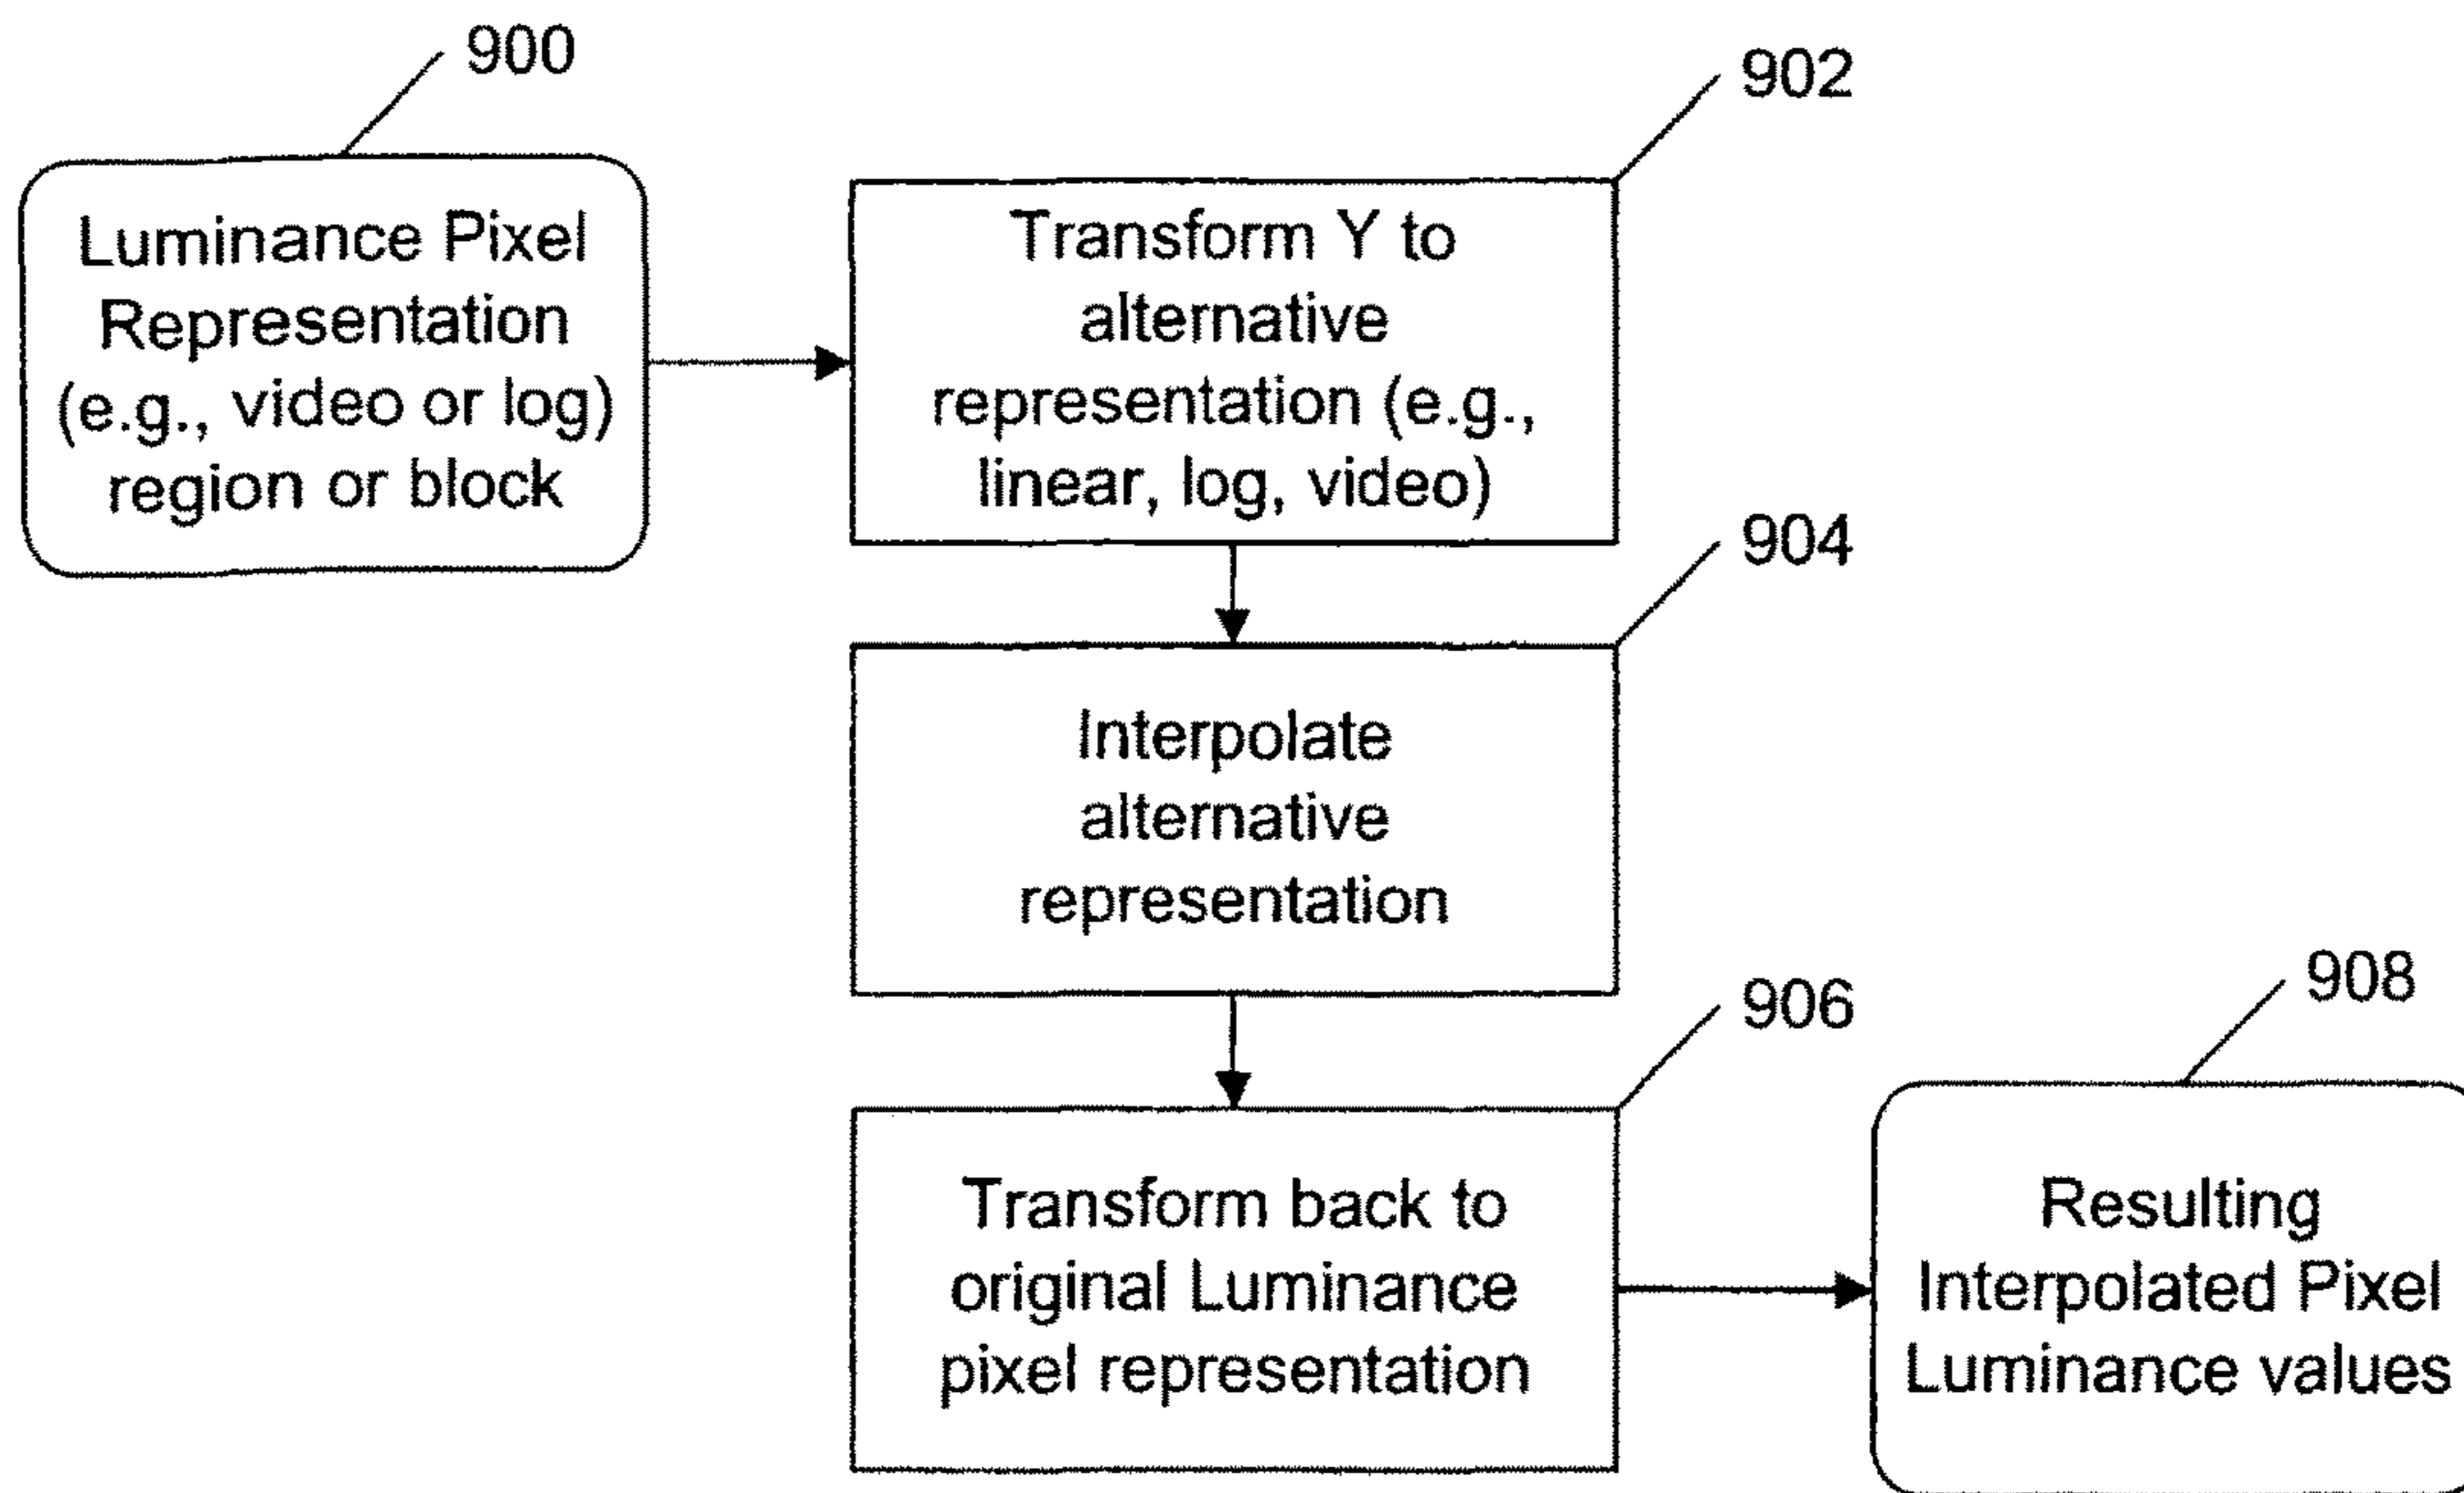 900
Luminance Pixel
Representation
(e.g., video or log)
region or block
902
Transform Y to
alternative
representation (e.g.,
linear, log, video)
904
Interpolate
alternative
representation
906
Transform back to
original Luminance
pixel representation
908
Resulting
Interpolated Pixel
Luminance values